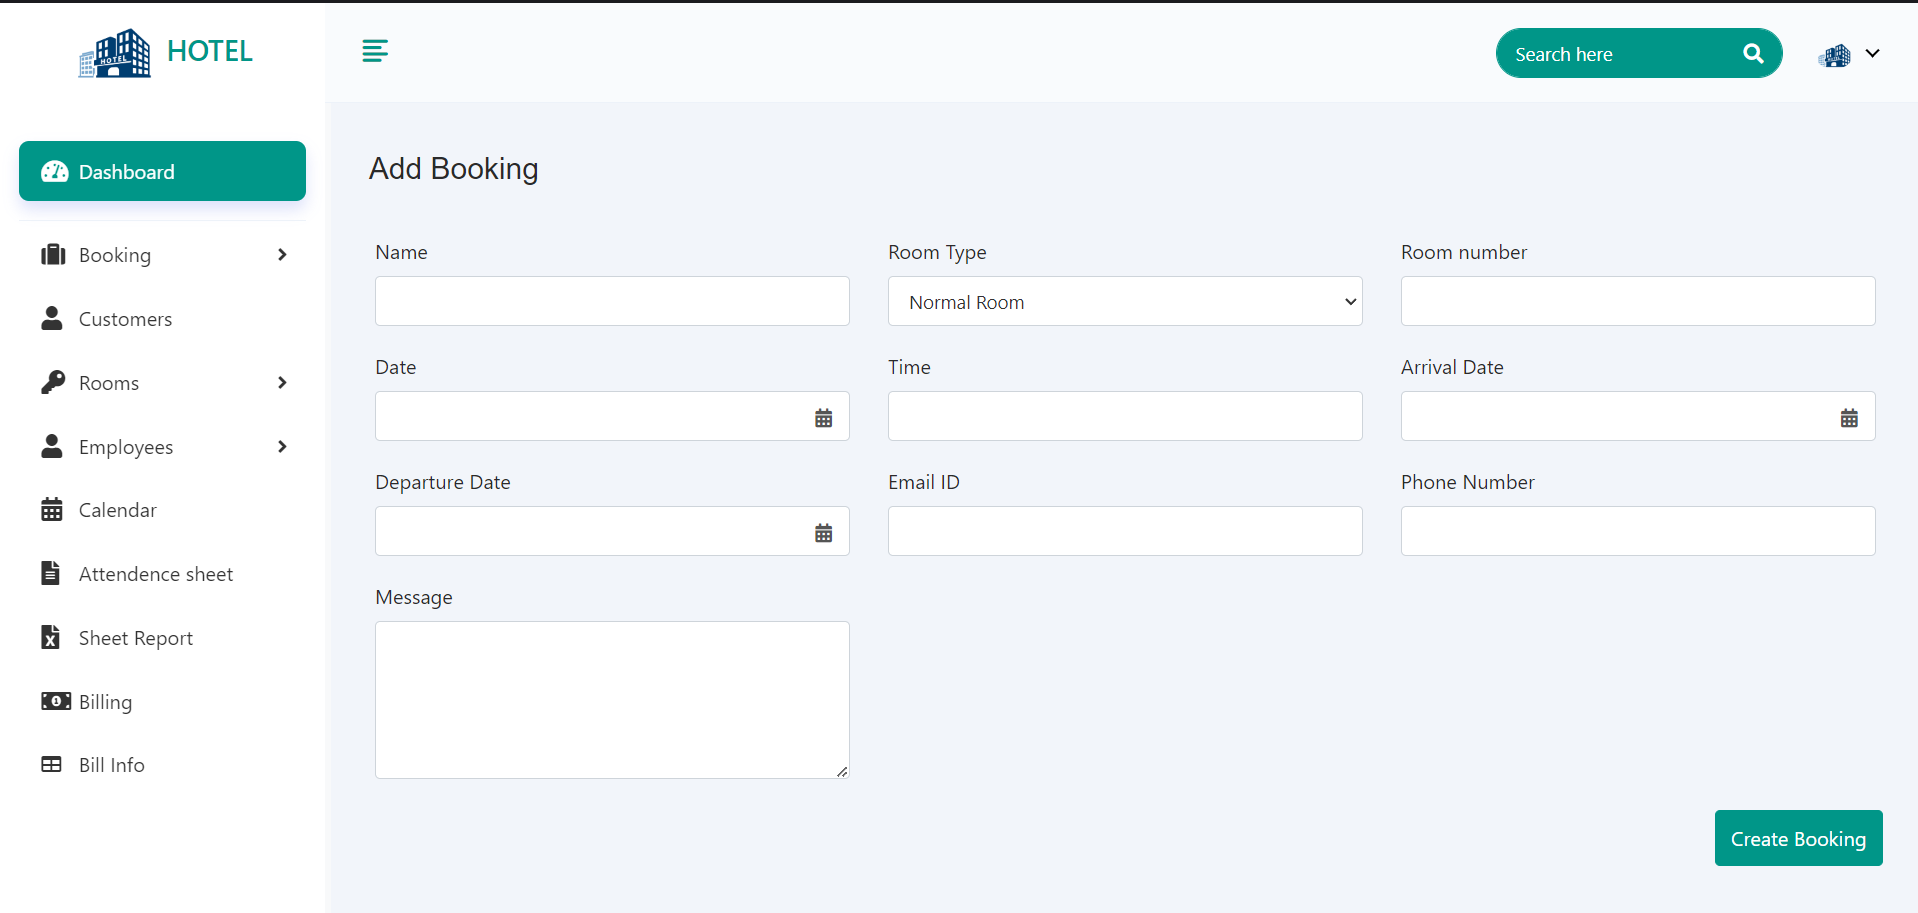 HOTEL
HOTEL
Search here
Dashboard
Add Booking
Booking
Customers
Rooms
Employees
Calendar
Attendence sheet
Sheet Report
Billing
Bill Info
Name
Room Type
Room number
Normal Room
Date
Time
Arrival Date
Departure Date
Email ID
Phone Number
Message
Create Booking